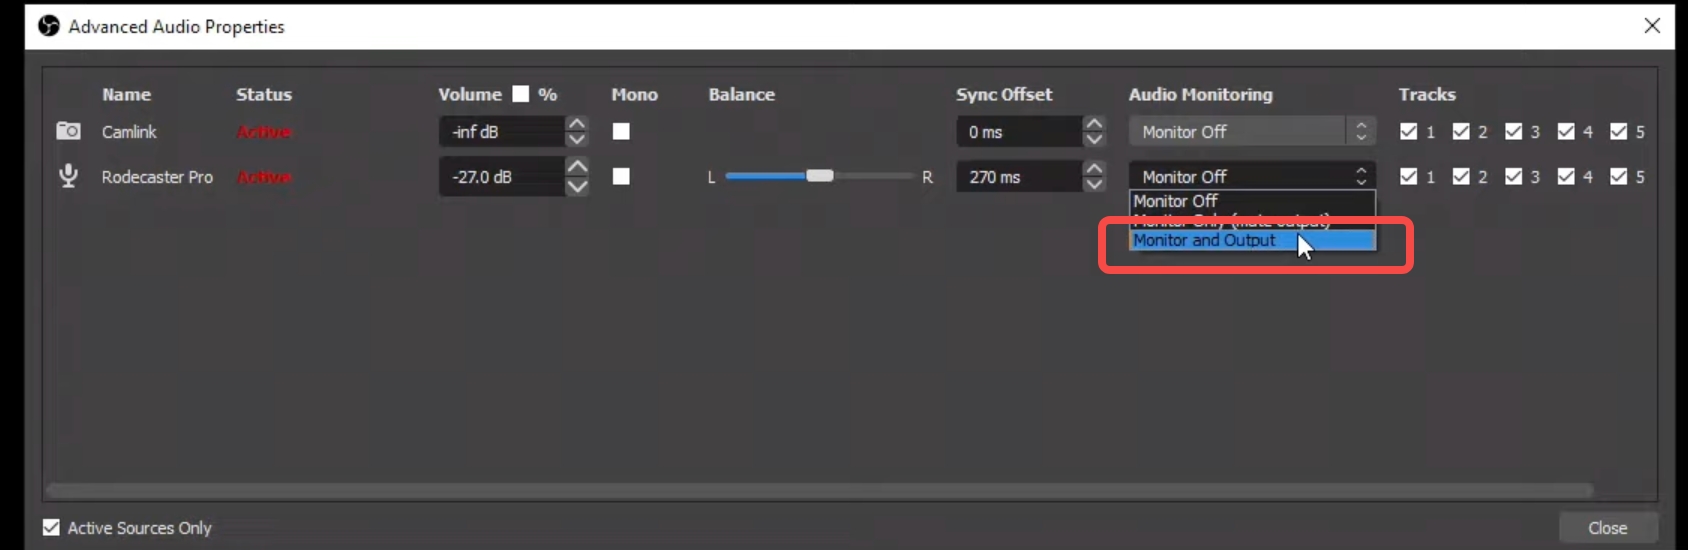 Advanced Audio Properties
Name Status Volume % Mono Balance Sync Offset Audio Monitoring Tracks
Camlink Active -inf dB 0 ms Monitor Off 1 2 3 4 5
Rodecaster Pro Active -27.0 dB L R 270 ms Monitor Off 1 2 3 4 5
Monitor Off
Monitor Only (mute output)
Monitor and Output
Active Sources Only Close